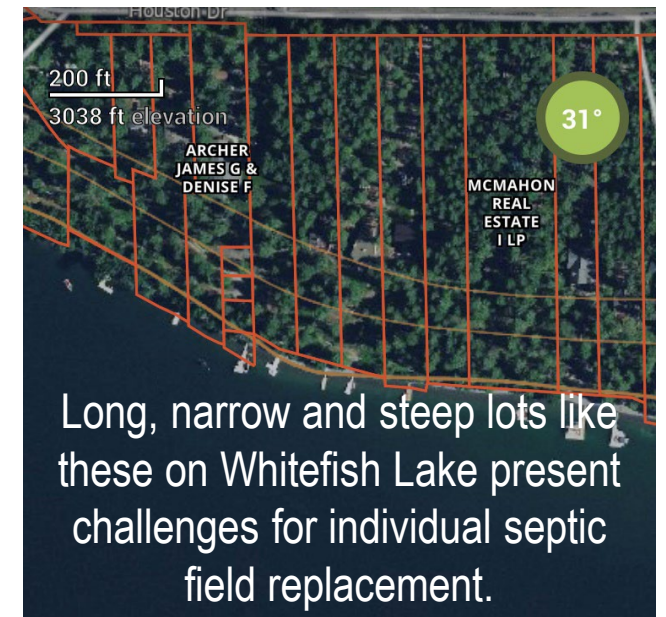 Houston Dr
200 ft
3038 ft elevation
31°
ARCHER
JAMES G &
DENISE F
MCMAHON
REAL
ESTATE
I LP
Long, narrow and steep lots like
these on Whitefish Lake present
challenges for individual septic
field replacement.